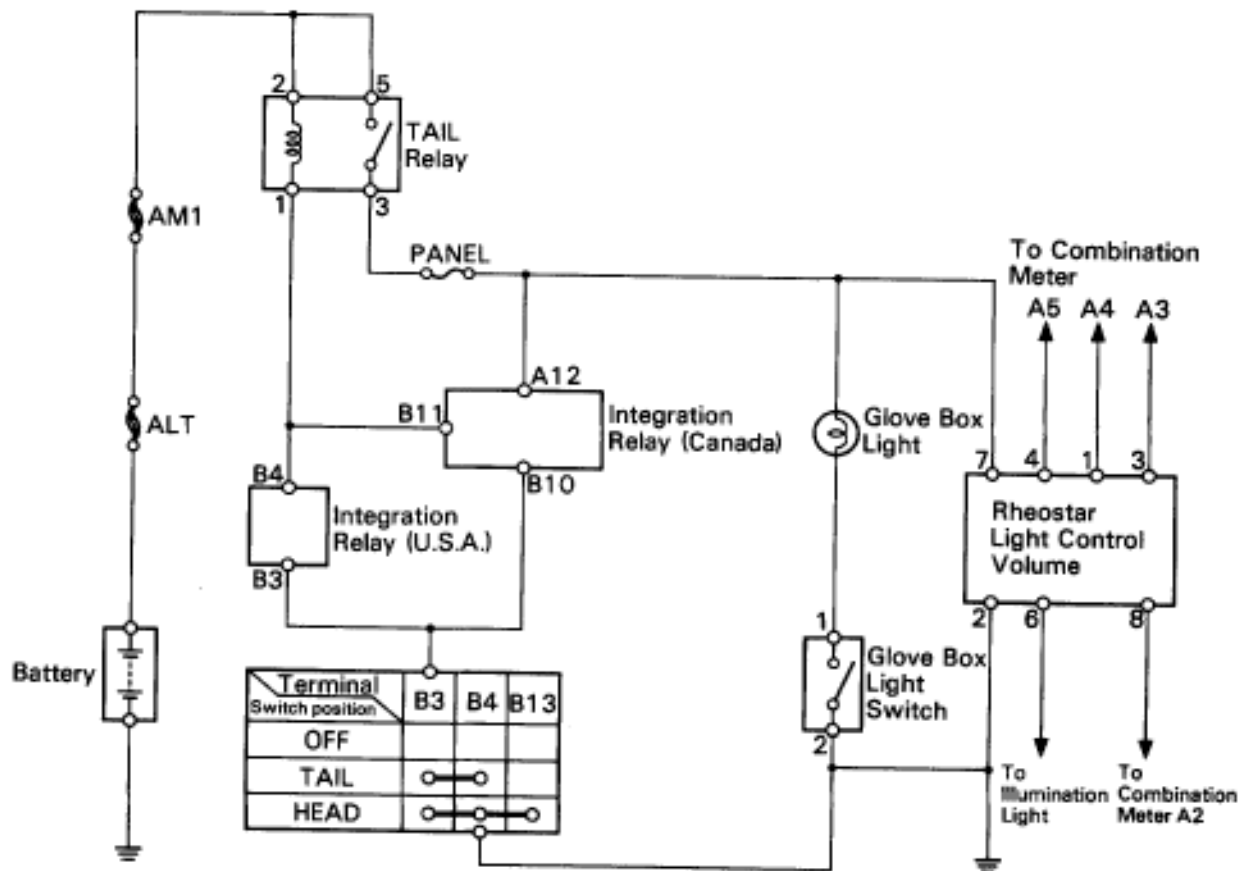 2
5
TAIL
Relay
1
3
AM1
PANEL
To Combination
Meter
A5 A4 A3
A12
B11
Integration
Relay (Canada)
B10
Glove Box
Light
ALT
7 4 1 3
B4
Integration
Relay (U.S.A.)
B3
Rheostar
Light Control
Volume
2 6 8
Battery
1
Glove Box
Light
Switch
2
Terminal
Switch position
B3 B4 B13
OFF
TAIL
HEAD
To
Illumination
Light
To
Combination
Meter A2